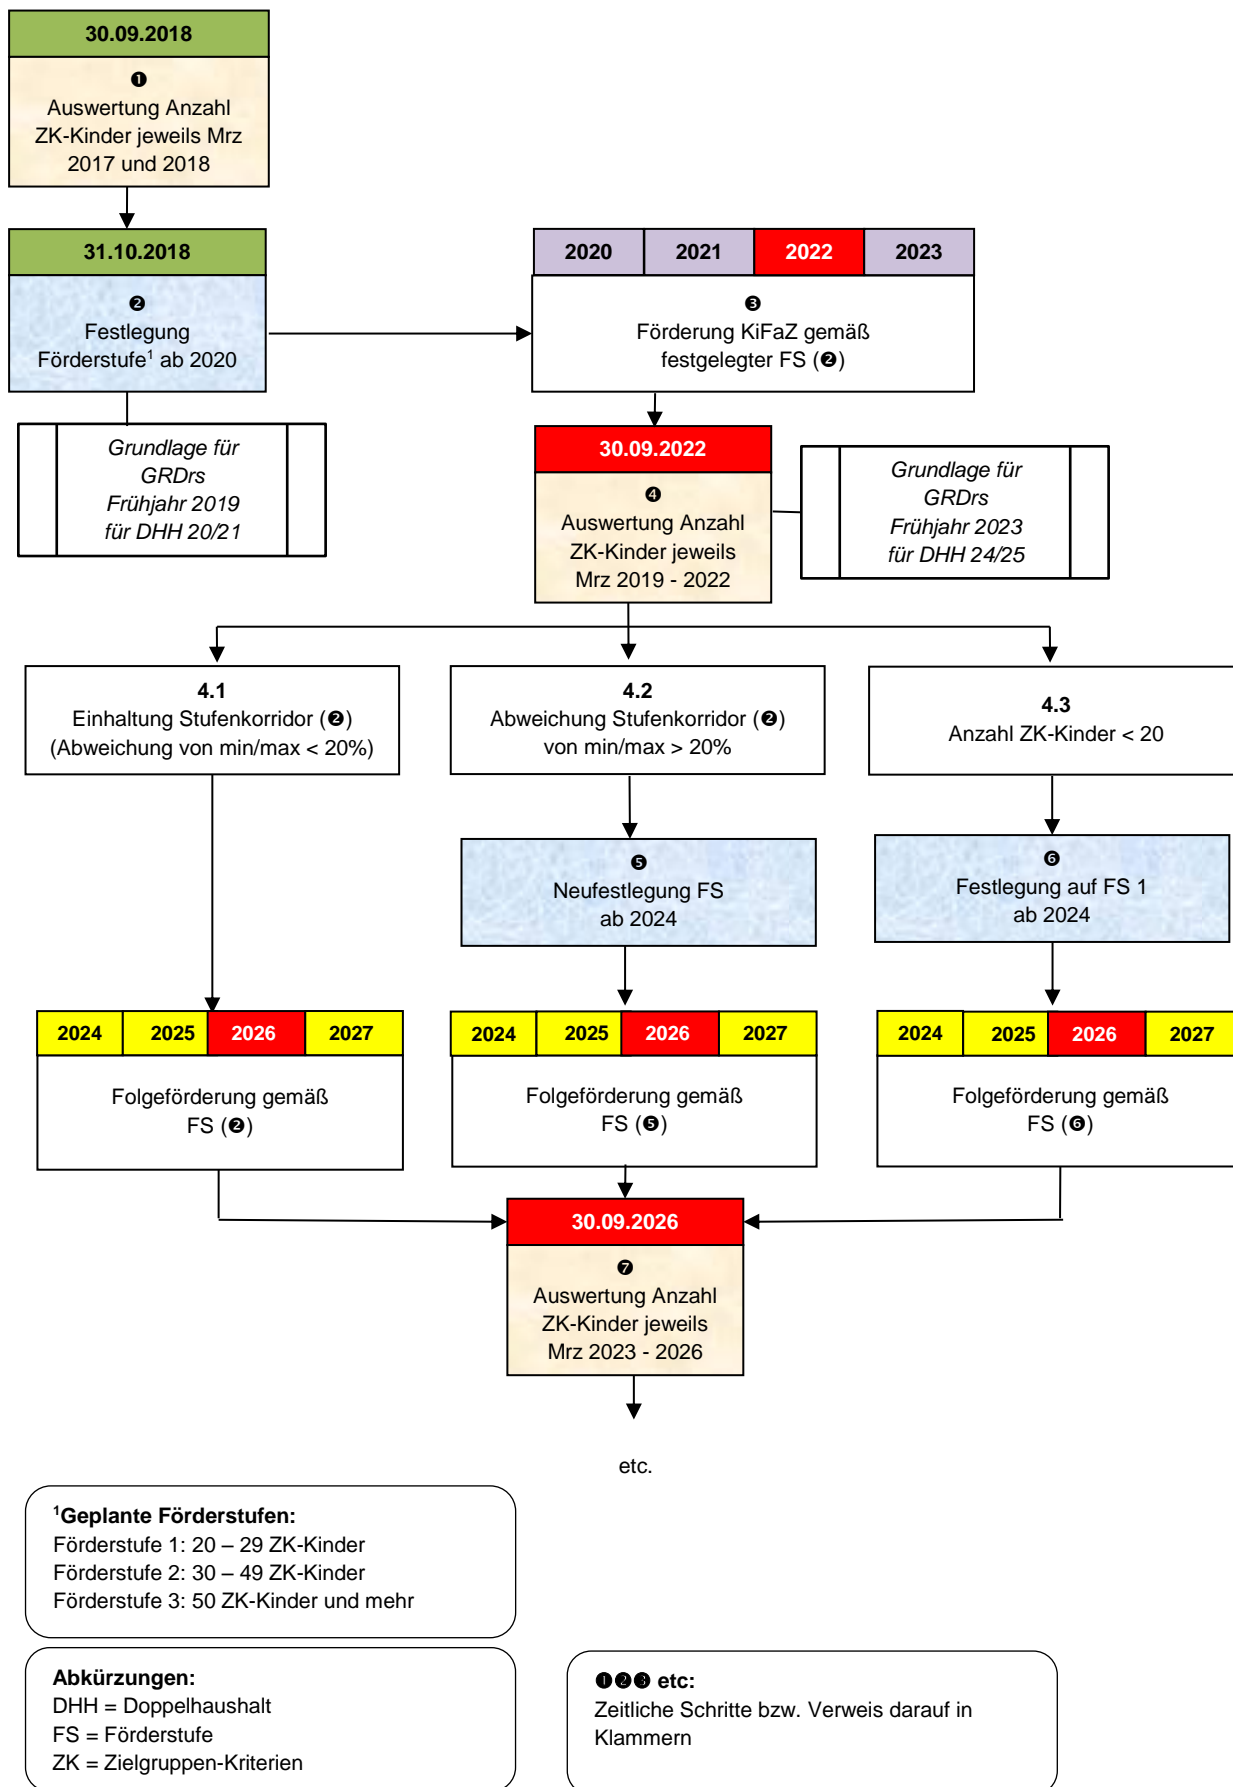 30.09.2018
❶
Auswertung Anzahl
ZK-Kinder jeweils Mrz
2017 und 2018
31.10.2018
❷
Festlegung
Förderstufe¹ ab 2020
2020 2021 2022 2023
❸
Förderung KiFaZ gemäß
festgelegter FS (❷)
Grundlage für
GRDrs
Frühjahr 2019
für DHH 20/21
30.09.2022
❹
Auswertung Anzahl
ZK-Kinder jeweils
Mrz 2019 - 2022
Grundlage für
GRDrs
Frühjahr 2023
für DHH 24/25
4.1
Einhaltung Stufenkorridor (❷)
(Abweichung von min/max < 20%)
4.2
Abweichung Stufenkorridor (❷)
von min/max > 20%
4.3
Anzahl ZK-Kinder < 20
❺
Neufestlegung FS
ab 2024
❻
Festlegung auf FS 1
ab 2024
2024 2025 2026 2027
Folgeförderung gemäß
FS (❷)
2024 2025 2026 2027
Folgeförderung gemäß
FS (❺)
2024 2025 2026 2027
Folgeförderung gemäß
FS (❻)
30.09.2026
❼
Auswertung Anzahl
ZK-Kinder jeweils
Mrz 2023 - 2026
etc.
¹Geplante Förderstufen:
Förderstufe 1: 20 – 29 ZK-Kinder
Förderstufe 2: 30 – 49 ZK-Kinder
Förderstufe 3: 50 ZK-Kinder und mehr
Abkürzungen:
DHH = Doppelhaushalt
FS = Förderstufe
ZK = Zielgruppen-Kriterien
❶❷❸ etc:
Zeitliche Schritte bzw. Verweis darauf in
Klammern